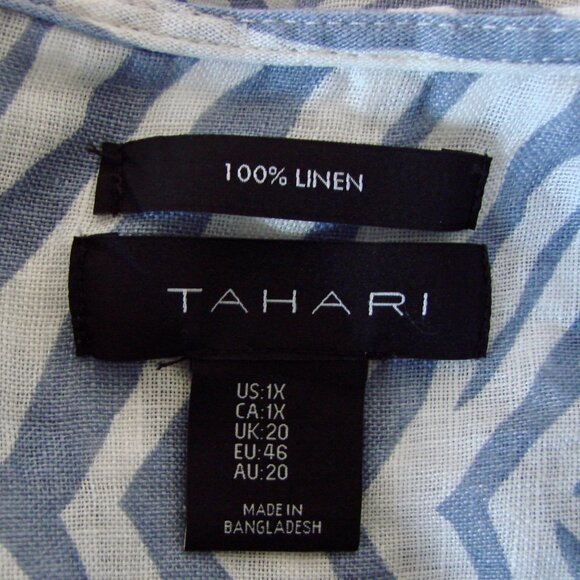 100% LINEN
TAHARI
US:1X
CA:1X
UK:20
EU:46
AU:20
MADE IN
BANGLADESH